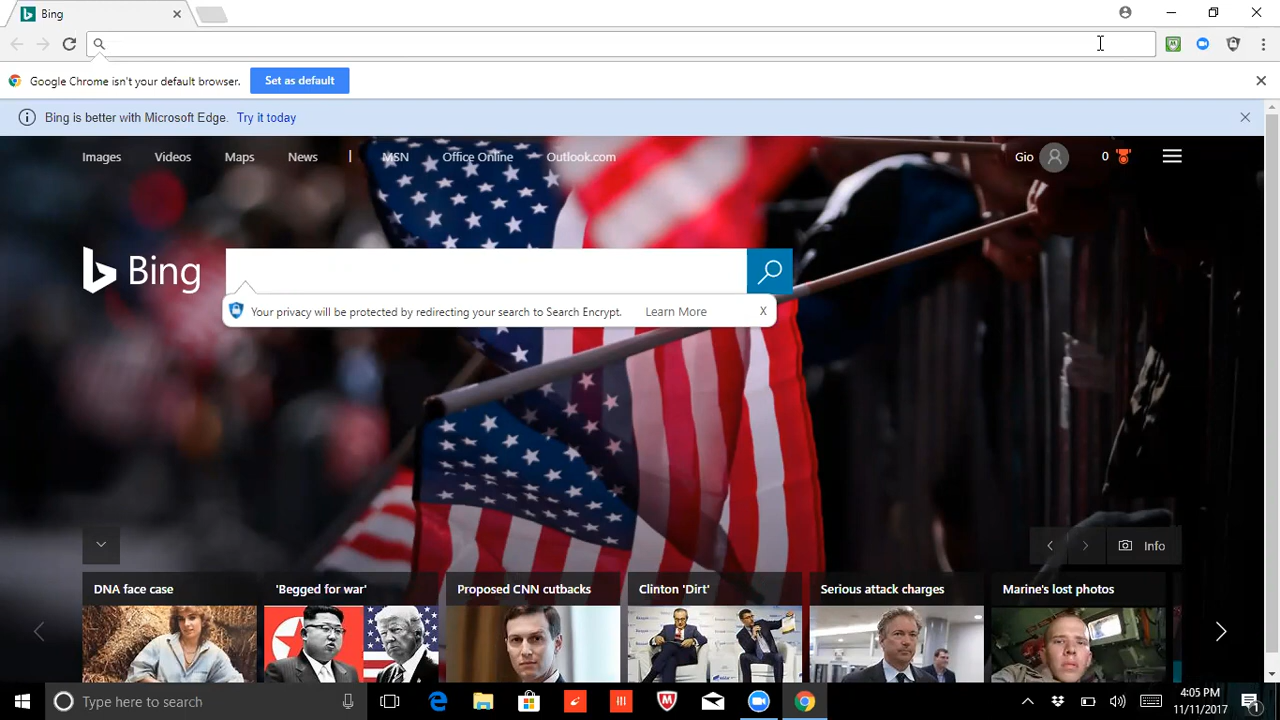 Bing
Google Chrome isn't your default browser.
Set as default
Bing is better with Microsoft Edge. Try it today
Images
Videos
Maps
News
|
MSN
Office Online
Outlook.com
Gio
0
Bing
Your privacy will be protected by redirecting your search to Search Encrypt.
Learn More
X
Info
DNA face case
'Begged for war'
Proposed CNN cutbacks
Clinton 'Dirt'
Serious attack charges
Marine's lost photos
Type here to search
4:05 PM
11/11/2017
1